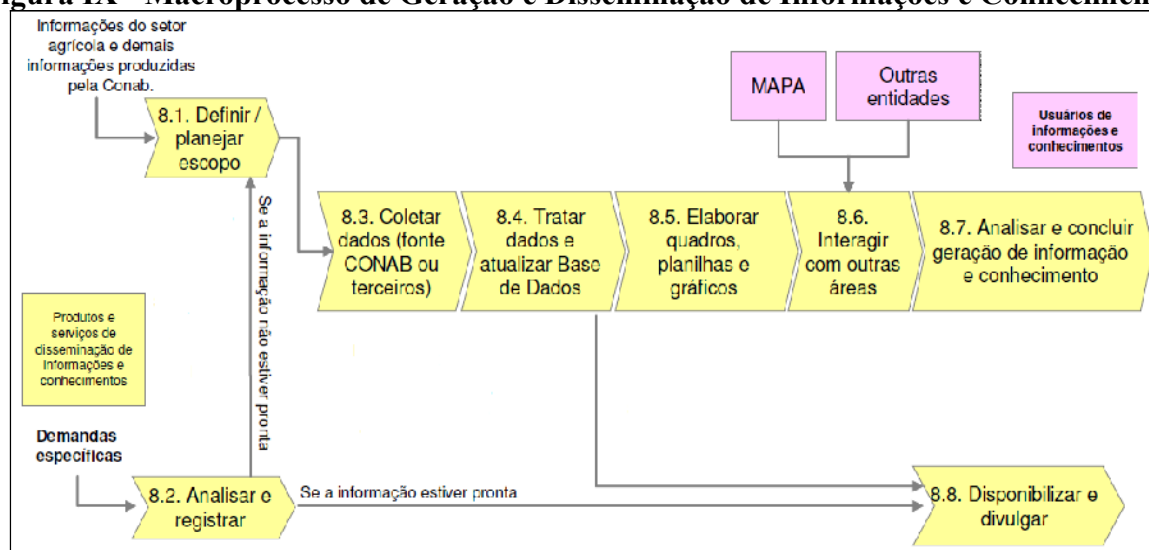 igura IX - Macroprocesso de Geração e Disseminação de Informações e Conhecimen
Informações do setor
agrícola e demais
informações produzidas
pela Conab.
8.1. Definir /
planejar
escopo
MAPA
Outras
entidades
Usuários de
informações e
conhecimentos
Se a informação não estiver pronta
8.3. Coletar
dados (fonte
CONAB ou
terceiros)
8.4. Tratar
dados e
atualizar Base
de Dados
8.5. Elaborar
quadros,
planilhas e
gráficos
8.6.
Interagir
com outras
áreas
8.7. Analisar e concluir
geração de informação
e conhecimento
Produtos e
serviços de
disseminação de
informações e
conhecimentos
Demandas
específicas
8.2. Analisar e
registrar
Se a informação estiver pronta
8.8. Disponibilizar e
divulgar